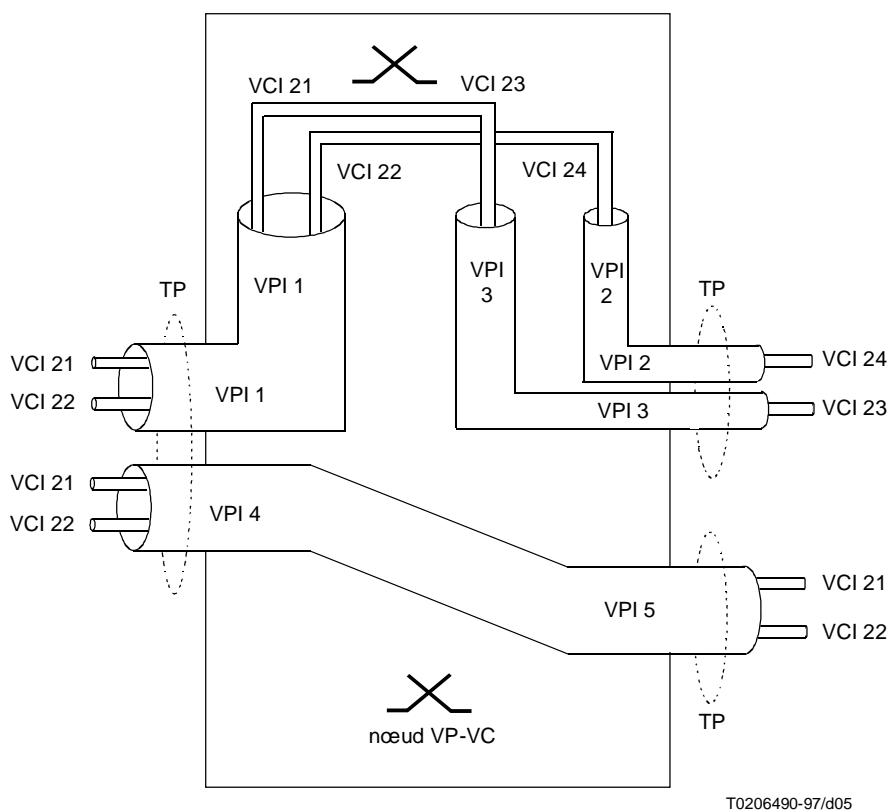 VCI 21
VCI 23
VCI 22
VCI 24
VPI 1
VPI
3
VPI
2
TP
TP
VCI 21
VCI 22
VPI 1
VPI 2
VPI 3
VCI 24
VCI 23
VCI 21
VCI 22
VPI 4
VPI 5
VCI 21
VCI 22
TP
nœud VP-VC
T0206490-97/d05